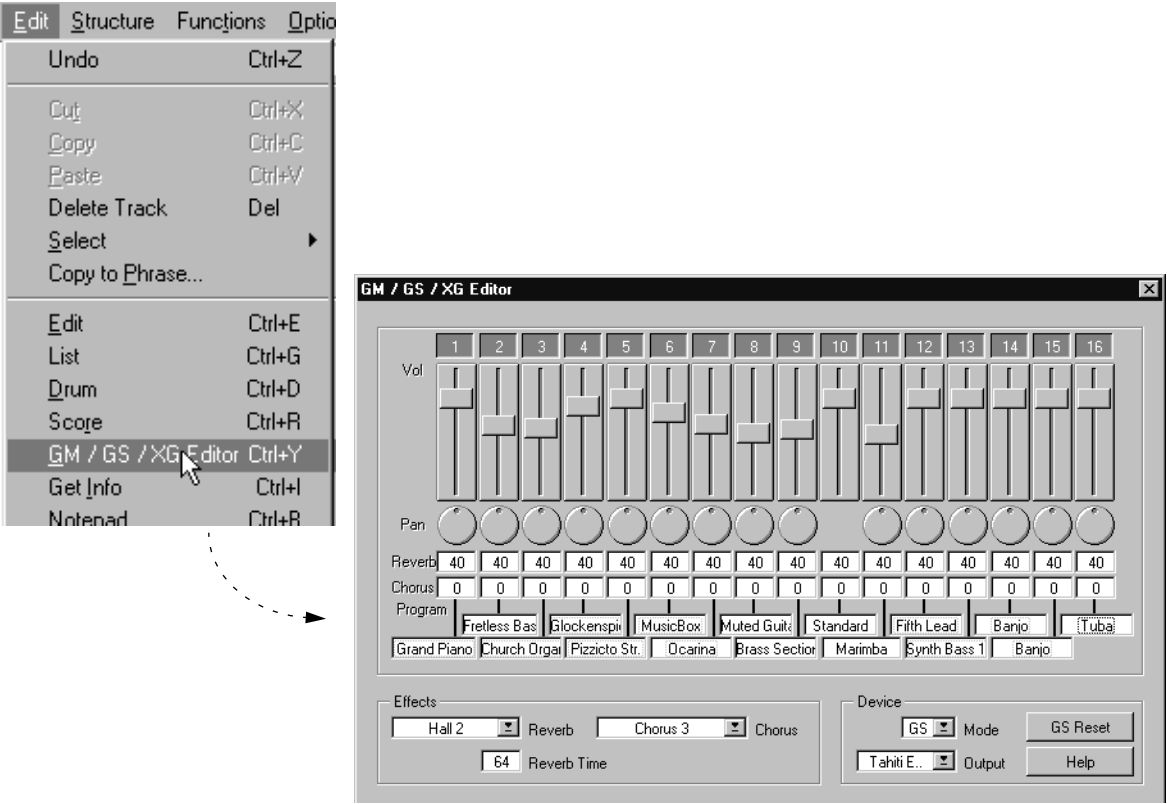 Edit Structure Functions Optio
Undo Ctrl+Z
Cut Ctrl+X
Copy Ctrl+C
Paste Ctrl+V
Delete Track Del
Select
Copy to Phrase...
Edit Ctrl+E
List Ctrl+G
Drum Ctrl+D
Score Ctrl+R
GM / GS / XG Editor Ctrl+Y
Get Info Ctrl+I
Notepad Ctrl+B
GM / GS / XG Editor
1 2 3 4 5 6 7 8 9 10 11 12 13 14 15 16
Vol
Pan
Reverb 40 40 40 40 40 40 40 40 40 40 40 40 40 40 40 40
Chorus 0 0 0 0 0 0 0 0 0 0 0 0 0 0 0 0
Program
Fretless Bas Glockenspi MusicBox Muted Guita Standard Fifth Lead Banjo Tuba
Grand Piano Church Orgar Pizzicto Str. Ocarina Brass Section Marimba Synth Bass 1 Banjo
Effects
Hall 2 Reverb Chorus 3 Chorus
64 Reverb Time
Device
GS Mode GS Reset
Tahiti E.. Output Help